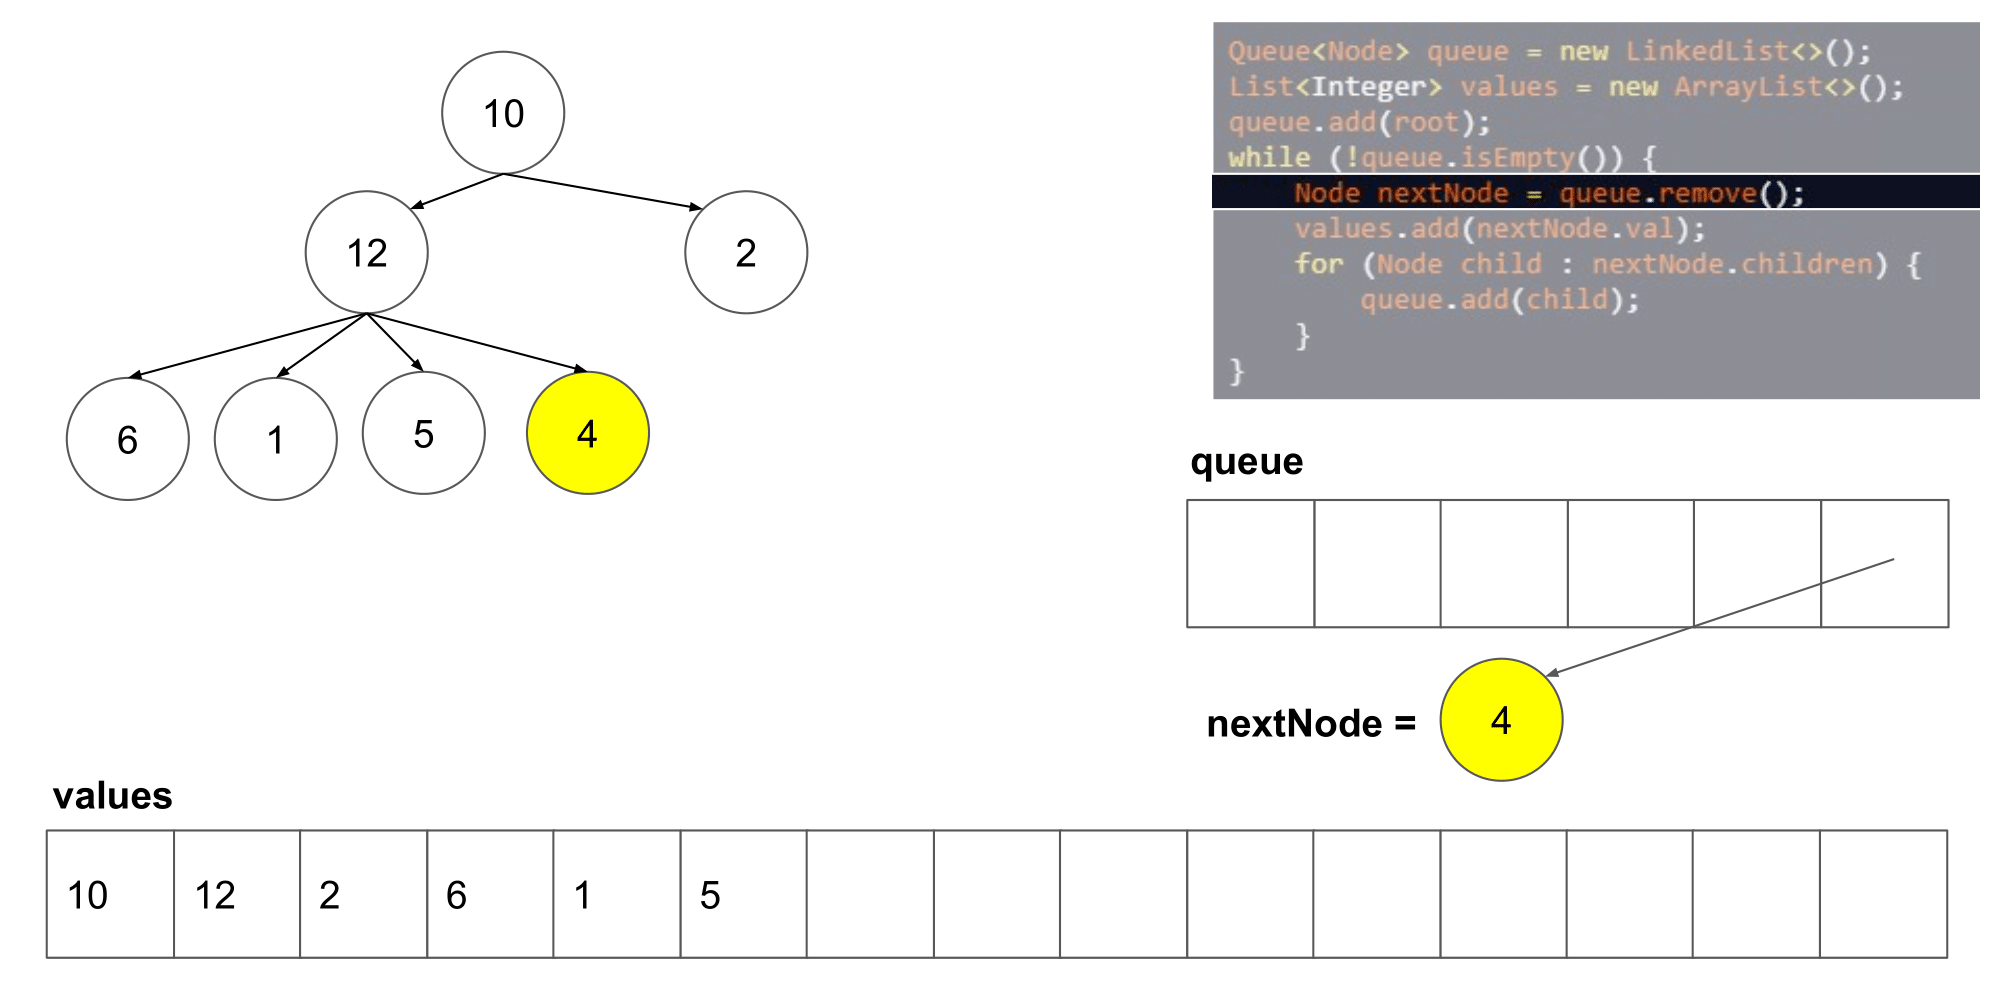 10
12
2
6
1
5
4
Queue<Node> queue = new LinkedList<>();
List<Integer> values = new ArrayList<>();
queue.add(root);
while (!queue.isEmpty()) {
    Node nextNode = queue.remove();
    values.add(nextNode.val);
    for (Node child : nextNode.children) {
        queue.add(child);
    }
}
queue
nextNode = 4
values
10 12 2 6 1 5